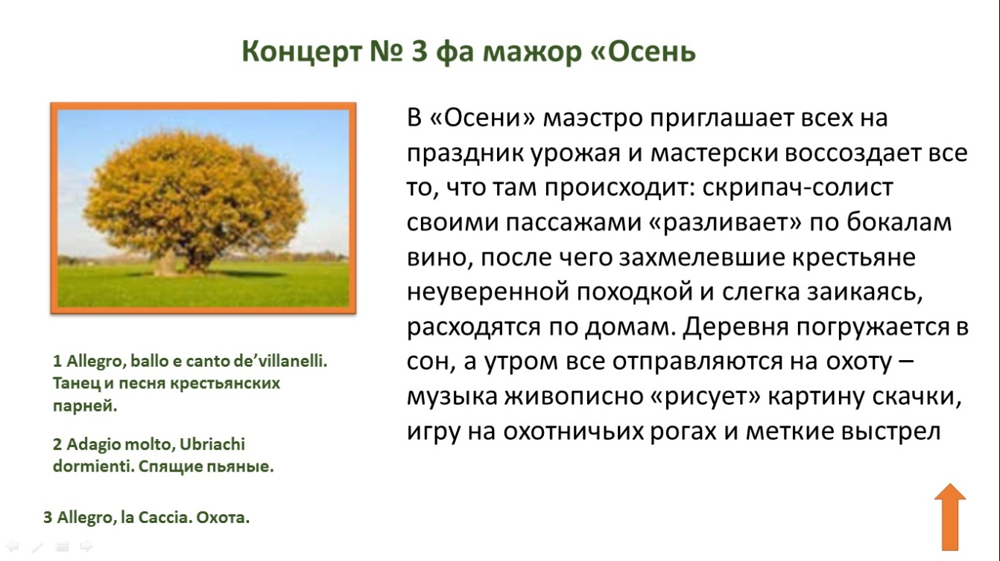 Концерт № 3 фа мажор «Осень
В «Осени» маэстро приглашает всех на
праздник урожая и мастерски воссоздает все
то, что там происходит: скрипач-солист
своими пассажами «разливает» по бокалам
вино, после чего захмелевшие крестьяне
неуверенной походкой и слегка заикаясь,
расходятся по домам. Деревня погружается в
сон, а утром все отправляются на охоту –
музыка живописно «рисует» картину скачки,
игру на охотничьих рогах и меткие выстрел
1 Allegro, ballo e canto de’villanelli.
Танец и песня крестьянских
парней.
2 Adagio molto, Ubriachi
dormienti. Спящие пьяные.
3 Allegro, la Caccia. Охота.